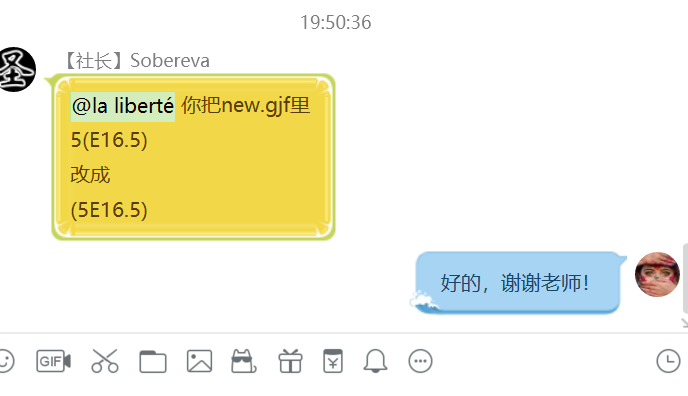 19:50:36
【社长】Sobereva
@la liberté 你把new.gjf里
5(E16.5)
改成
(5E16.5)
好的，谢谢老师！
GIF